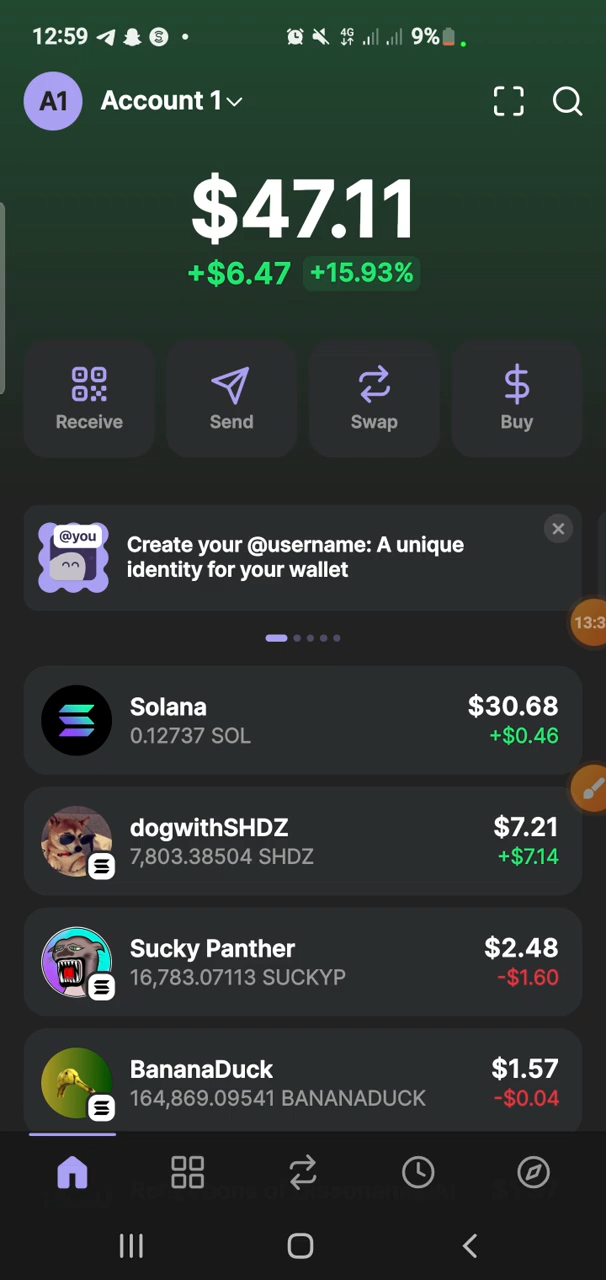 12:59 4G 9%
A1 Account 1
$47.11
+$6.47 +15.93%
Receive Send Swap Buy
@you
Create your @username: A unique
identity for your wallet
13:3
Solana $30.68
0.12737 SOL +$0.46
dogwithSHDZ $7.21
7,803.38504 SHDZ +$7.14
Sucky Panther $2.48
16,783.07113 SUCKYP -$1.60
BananaDuck $1.57
164,869.09541 BANANADUCK -$0.04